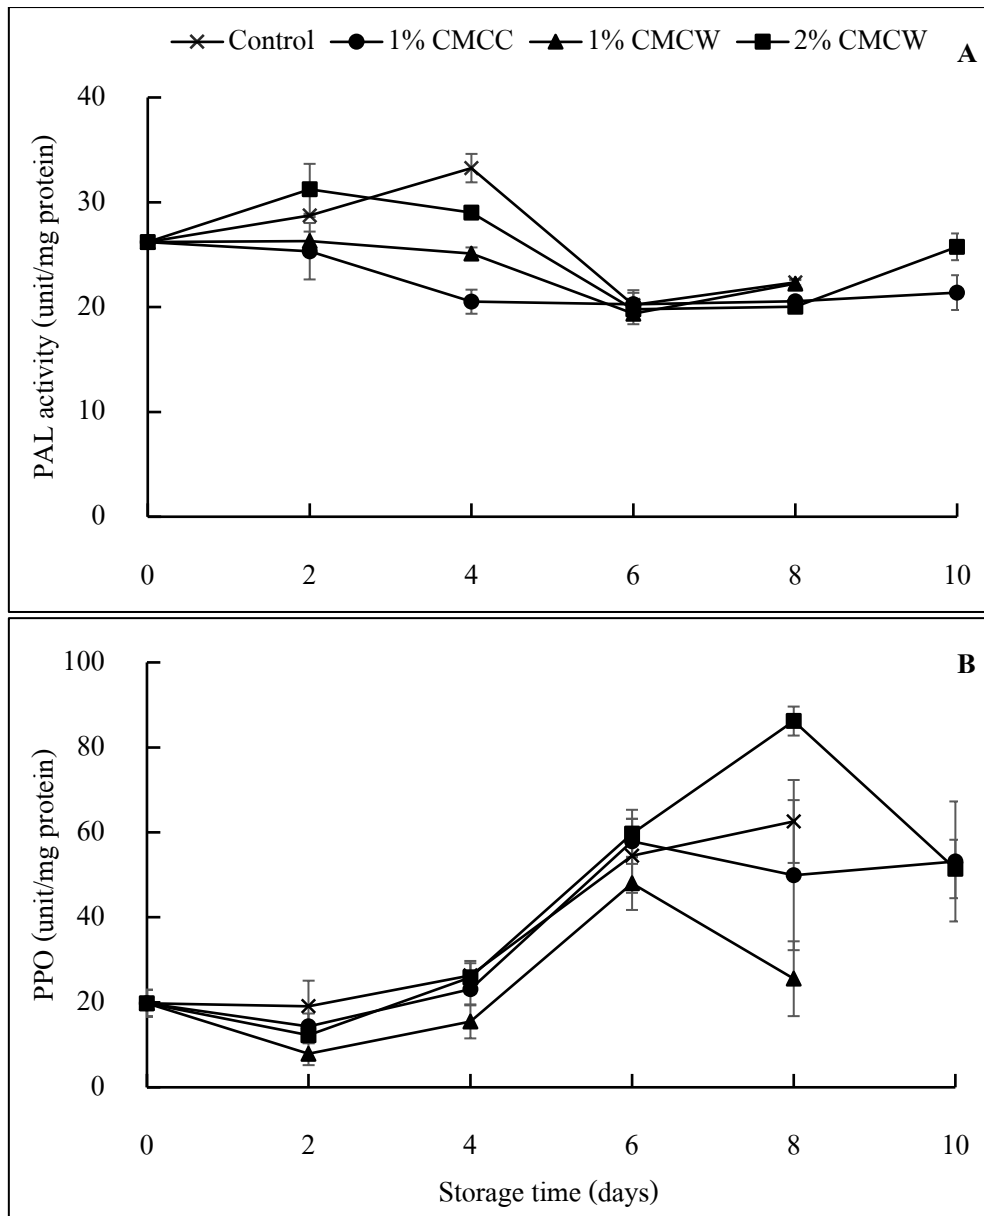 Control 1% CMCC 1% CMCW 2% CMCW
A
PAL activity (unit/mg protein)
40
30
20
10
0
0 2 4 6 8 10
B
PPO (unit/mg protein)
100
80
60
40
20
0
0 2 4 6 8 10
Storage time (days)